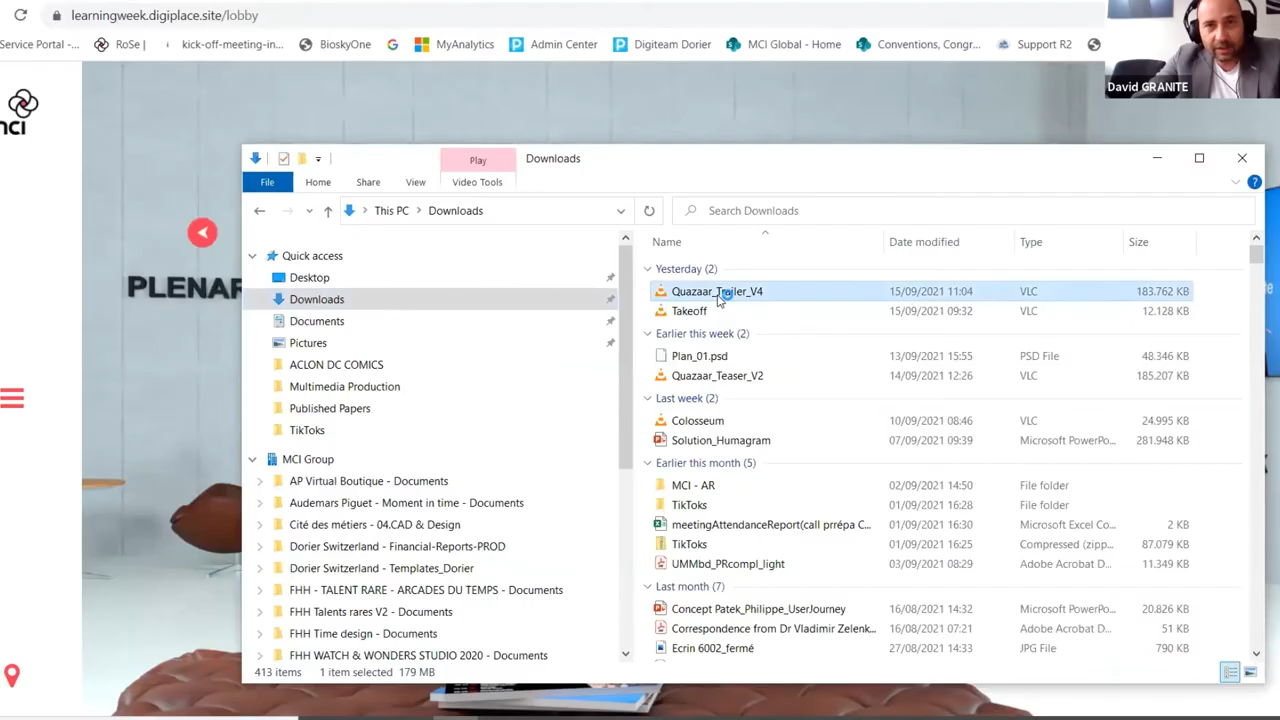 learningweek.digiplace.site/lobby
Service Portal -...
RoSe |
kick-off-meeting-in...
BioskyOne
MyAnalytics
Admin Center
Digiteam Dorier
MCI Global - Home
Conventions, Congr...
Support R2
David GRANITE
PLENAR
Play
Downloads
File
Home
Share
View
Video Tools
This PC
Downloads
Search Downloads
Quick access
Desktop
Downloads
Documents
Pictures
ACLON DC COMICS
Multimedia Production
Published Papers
TikToks
MCI Group
AP Virtual Boutique - Documents
Audemars Piguet - Moment in time - Documents
Cité des métiers - 04.CAD & Design
Dorier Switzerland - Financial-Reports-PROD
Dorier Switzerland - Templates_Dorier
FHH - TALENT RARE - ARCADES DU TEMPS - Documents
FHH Talents rares V2 - Documents
FHH Time design - Documents
FHH WATCH & WONDERS STUDIO 2020 - Documents
Name Date modified Type Size
Yesterday (2)
Quazaar_Trailer_V4 15/09/2021 11:04 VLC 183.762 KB
Takeoff 15/09/2021 09:32 VLC 12.128 KB
Earlier this week (2)
Plan_01.psd 13/09/2021 15:55 PSD File 48.346 KB
Quazaar_Teaser_V2 14/09/2021 12:26 VLC 185.207 KB
Last week (2)
Colosseum 10/09/2021 08:46 VLC 24.995 KB
Solution_Humagram 07/09/2021 09:39 Microsoft PowerPo... 281.948 KB
Earlier this month (5)
MCI - AR 02/09/2021 14:50 File folder
TikToks 01/09/2021 16:28 File folder
meetingAttendanceReport(call prépa C... 01/09/2021 16:30 Microsoft Excel Co... 2 KB
TikToks 01/09/2021 16:25 Compressed (zipp... 87.079 KB
UMMbd_PRcompl_light 03/09/2021 08:29 Adobe Acrobat D... 11.349 KB
Last month (7)
Concept Patek_Philippe_UserJourney 16/08/2021 14:32 Microsoft PowerPo... 20.826 KB
Correspondence from Dr Vladimir Zelenk... 16/08/2021 07:21 Adobe Acrobat D... 51 KB
Ecrin 6002_fermé 27/08/2021 14:33 JPG File 790 KB
413 items 1 item selected 179 MB